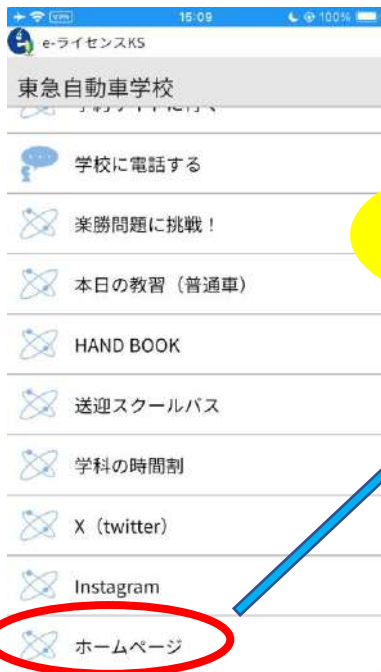 VPN
15:09
100%
e-ライセンスKS
東急自動車学校
学校に電話する
楽勝問題に挑戦！
本日の教習（普通車）
HAND BOOK
送迎スクールバス
学科の時間割
X（twitter）
Instagram
ホームページ